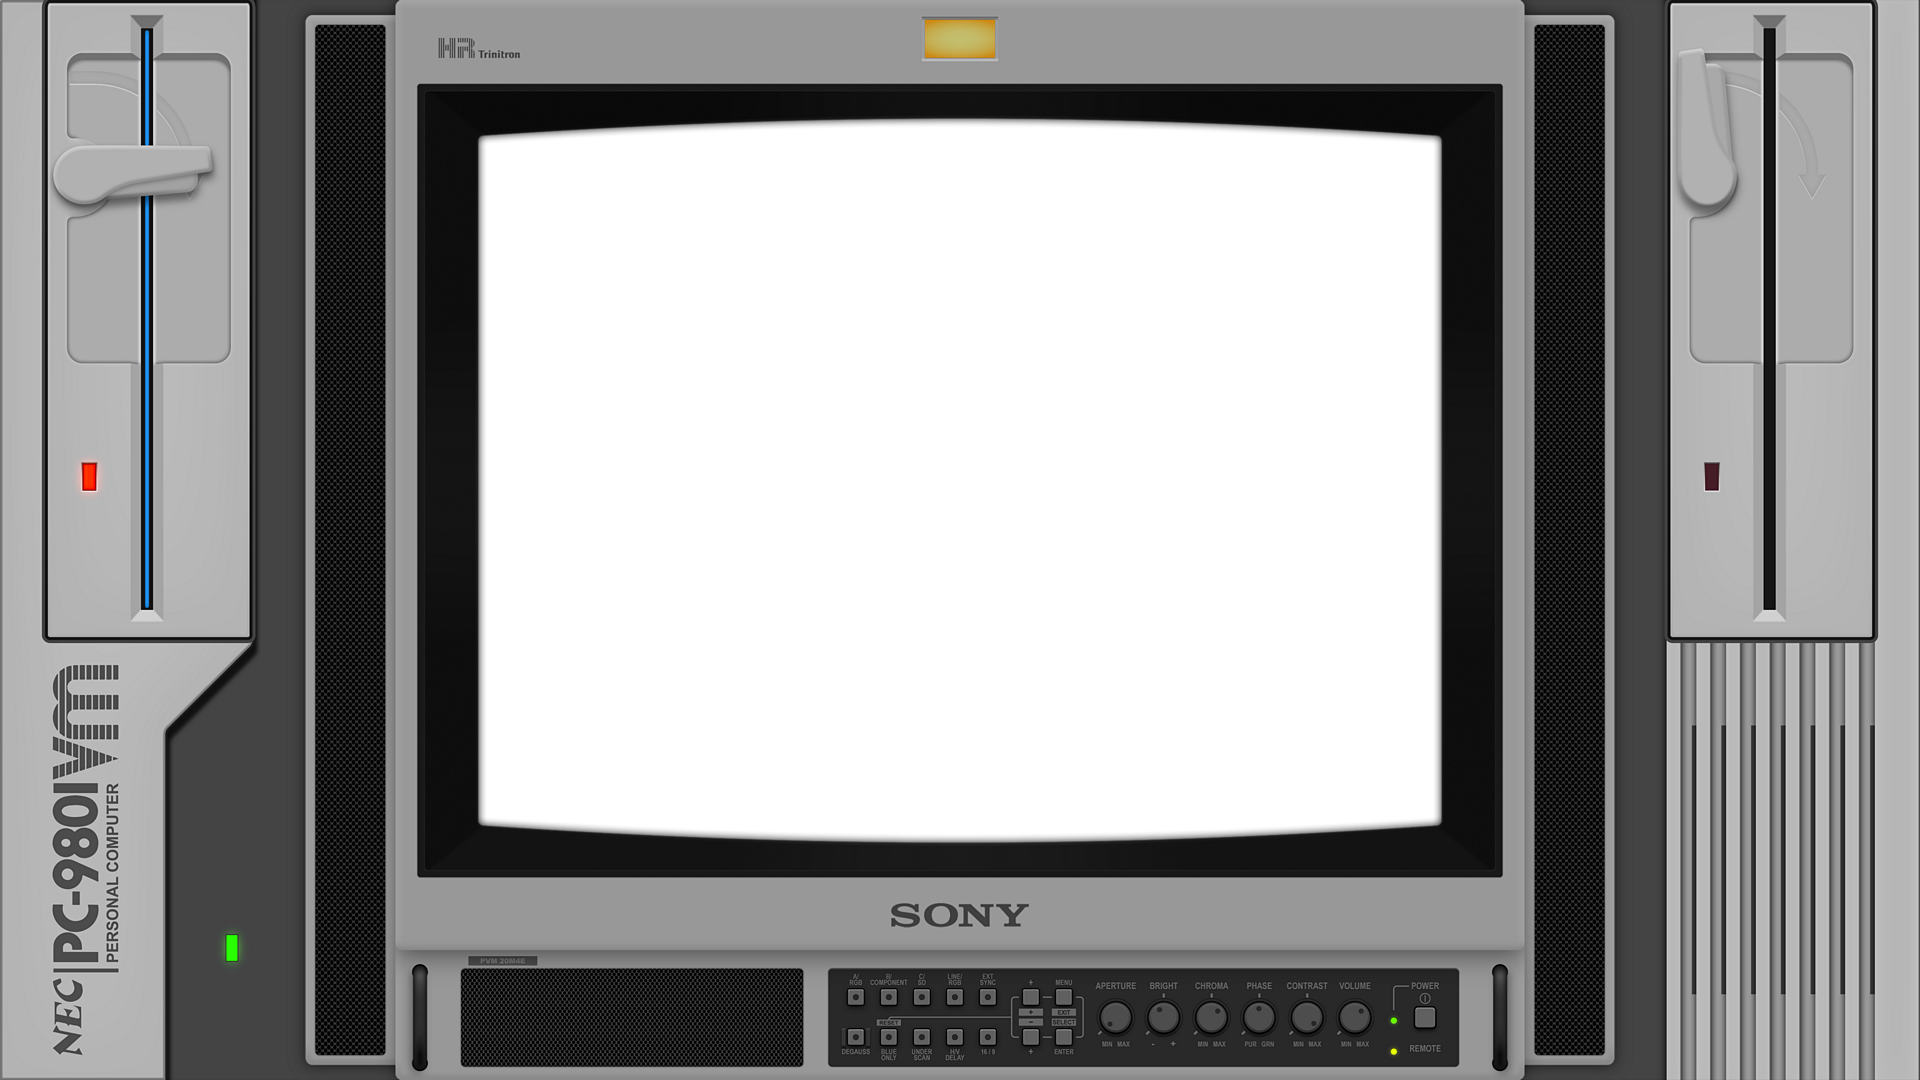 HR Trinitron
SONY
NEC PC-9801VM
PERSONAL COMPUTER
PVM 20M4E
A/ RGB
B/ COMPONENT
C/ SD
LINE/ RGB
EXT SYNC
+
MENU
+
EXIT
RESET
-
SELECT
DEGAUSS
BLUE ONLY
UNDER SCAN
H/V DELAY
16 / 9
+
ENTER
APERTURE
BRIGHT
CHROMA
PHASE
CONTRAST
VOLUME
MIN MAX
- +
MIN MAX
PUR GRN
MIN MAX
MIN MAX
POWER
REMOTE